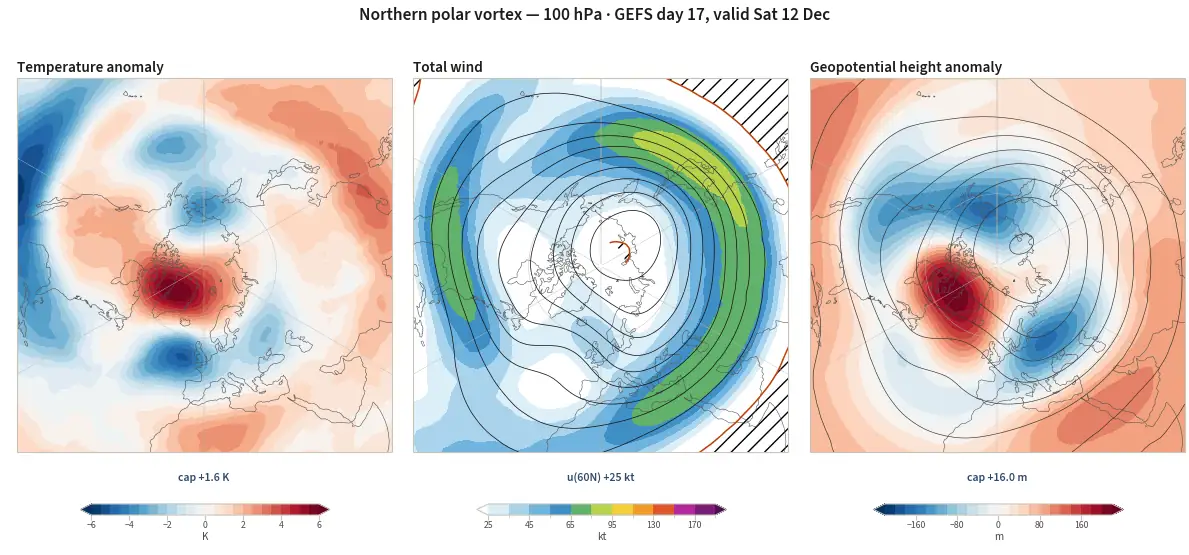 Northern polar vortex — 100 hPa · GEFS day 17, valid Sat 12 Dec
Temperature anomaly
Total wind
Geopotential height anomaly
cap +1.6 K
u(60N) +25 kt
cap +16.0 m
−6 −4 −2 0 2 4 6
K
25 45 65 95 130 170
kt
−160 −80 0 80 160
m